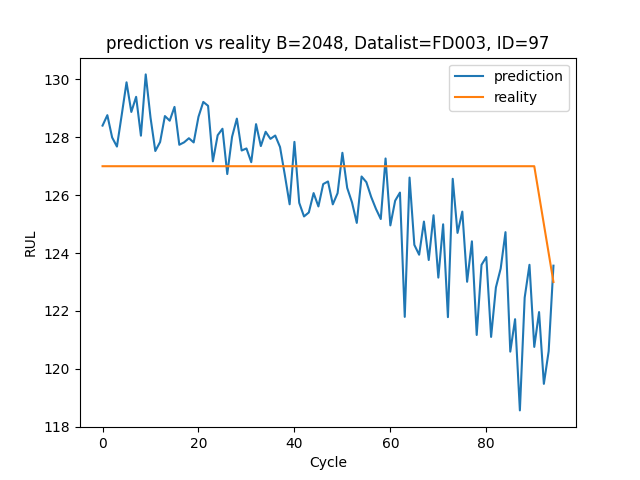 prediction vs reality B=2048, Datalist=FD003, ID=97
prediction
reality
130
128
126
124
122
120
118
RUL
0 20 40 60 80
Cycle